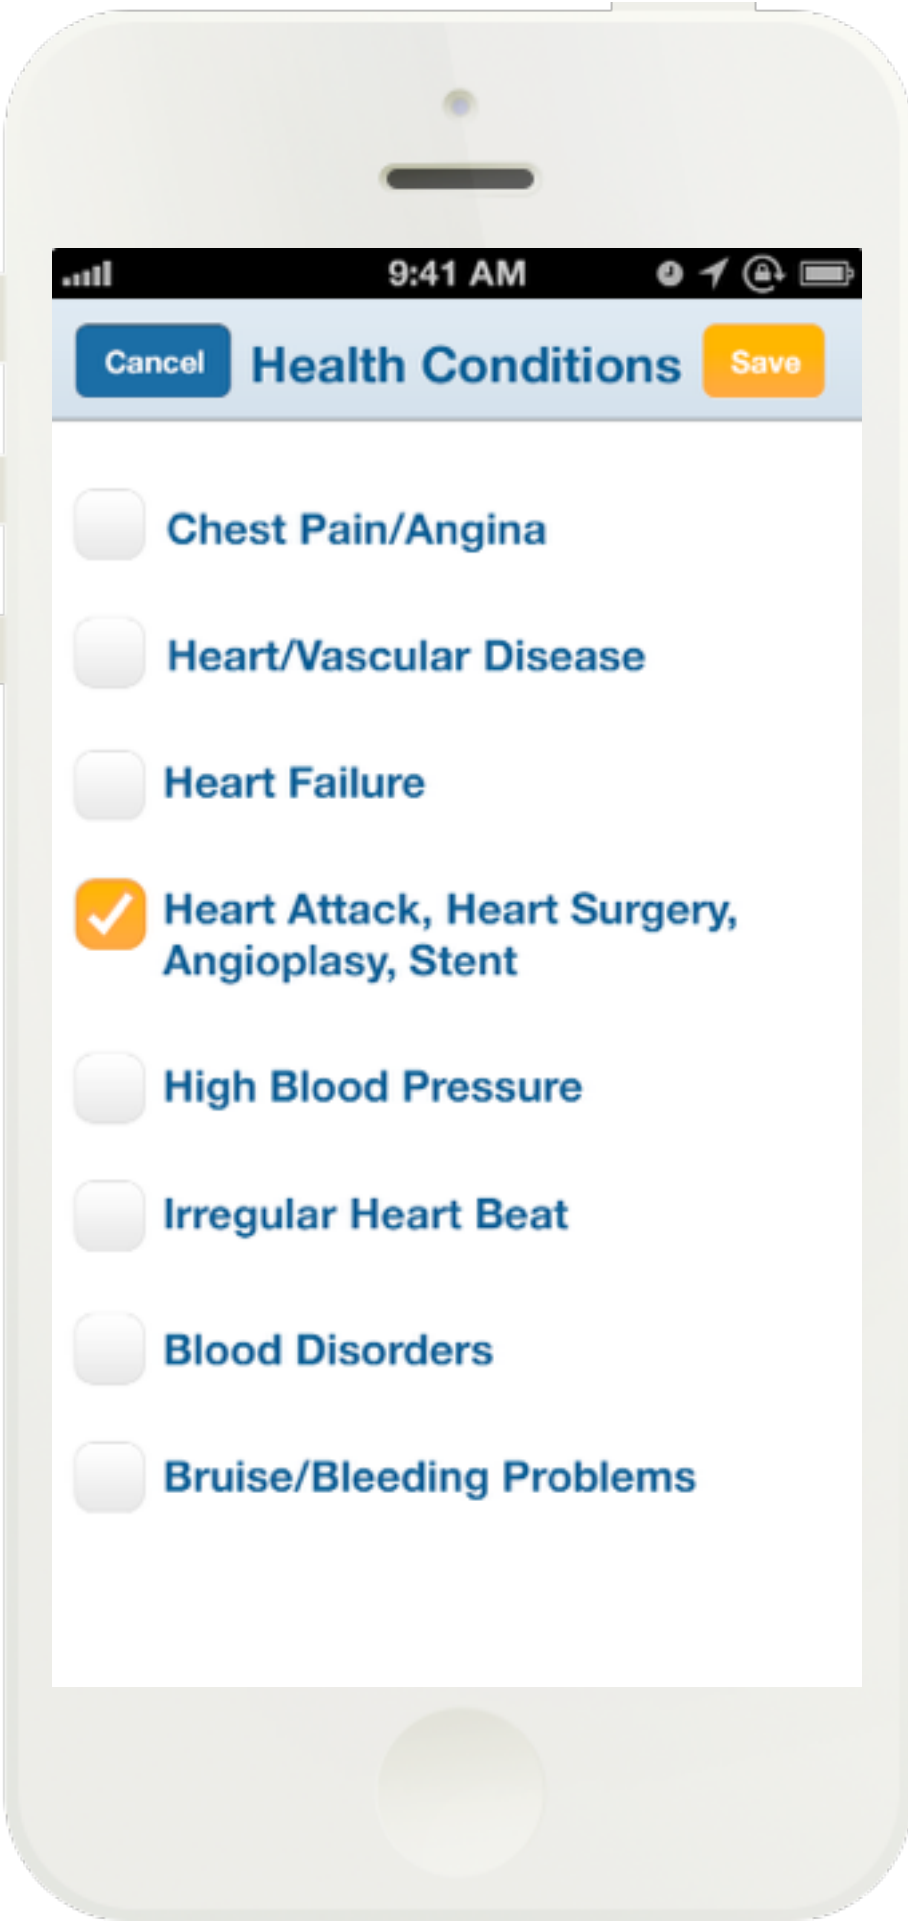 9:41 AM
Cancel Health Conditions Save
Chest Pain/Angina
Heart/Vascular Disease
Heart Failure
Heart Attack, Heart Surgery,
Angioplasy, Stent
High Blood Pressure
Irregular Heart Beat
Blood Disorders
Bruise/Bleeding Problems